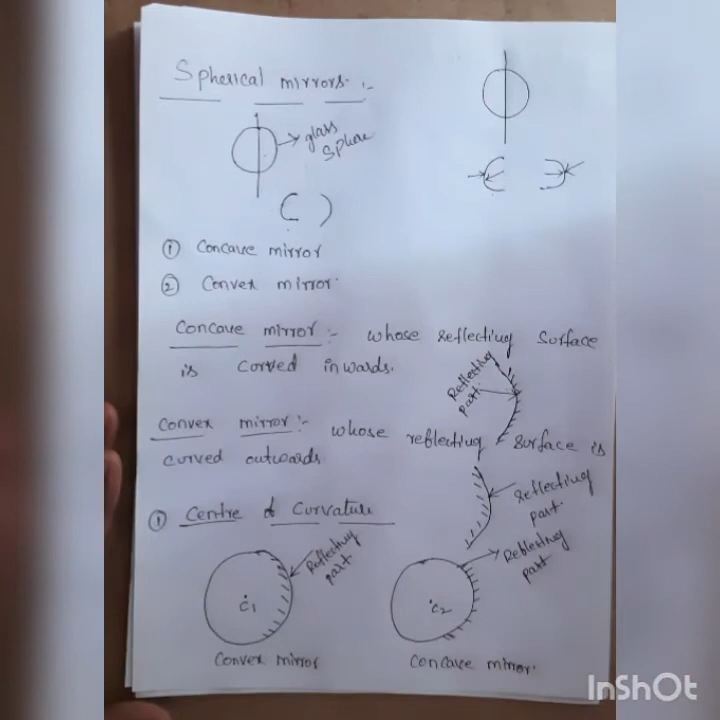 Spherical mirrors :-
glass
sphere
① Concave mirror
② Convex mirror.
Concave mirror :- whose reflecting surface
is corved inwards.
Reflecting
part.
Convex mirror :- whose reflecting surface is
curved outwards
reflecting
part.
① Centre of Curvature
Reflecting
part
Reflecting
part
C1
C2
Convex mirror
Concave mirror.
InShOt